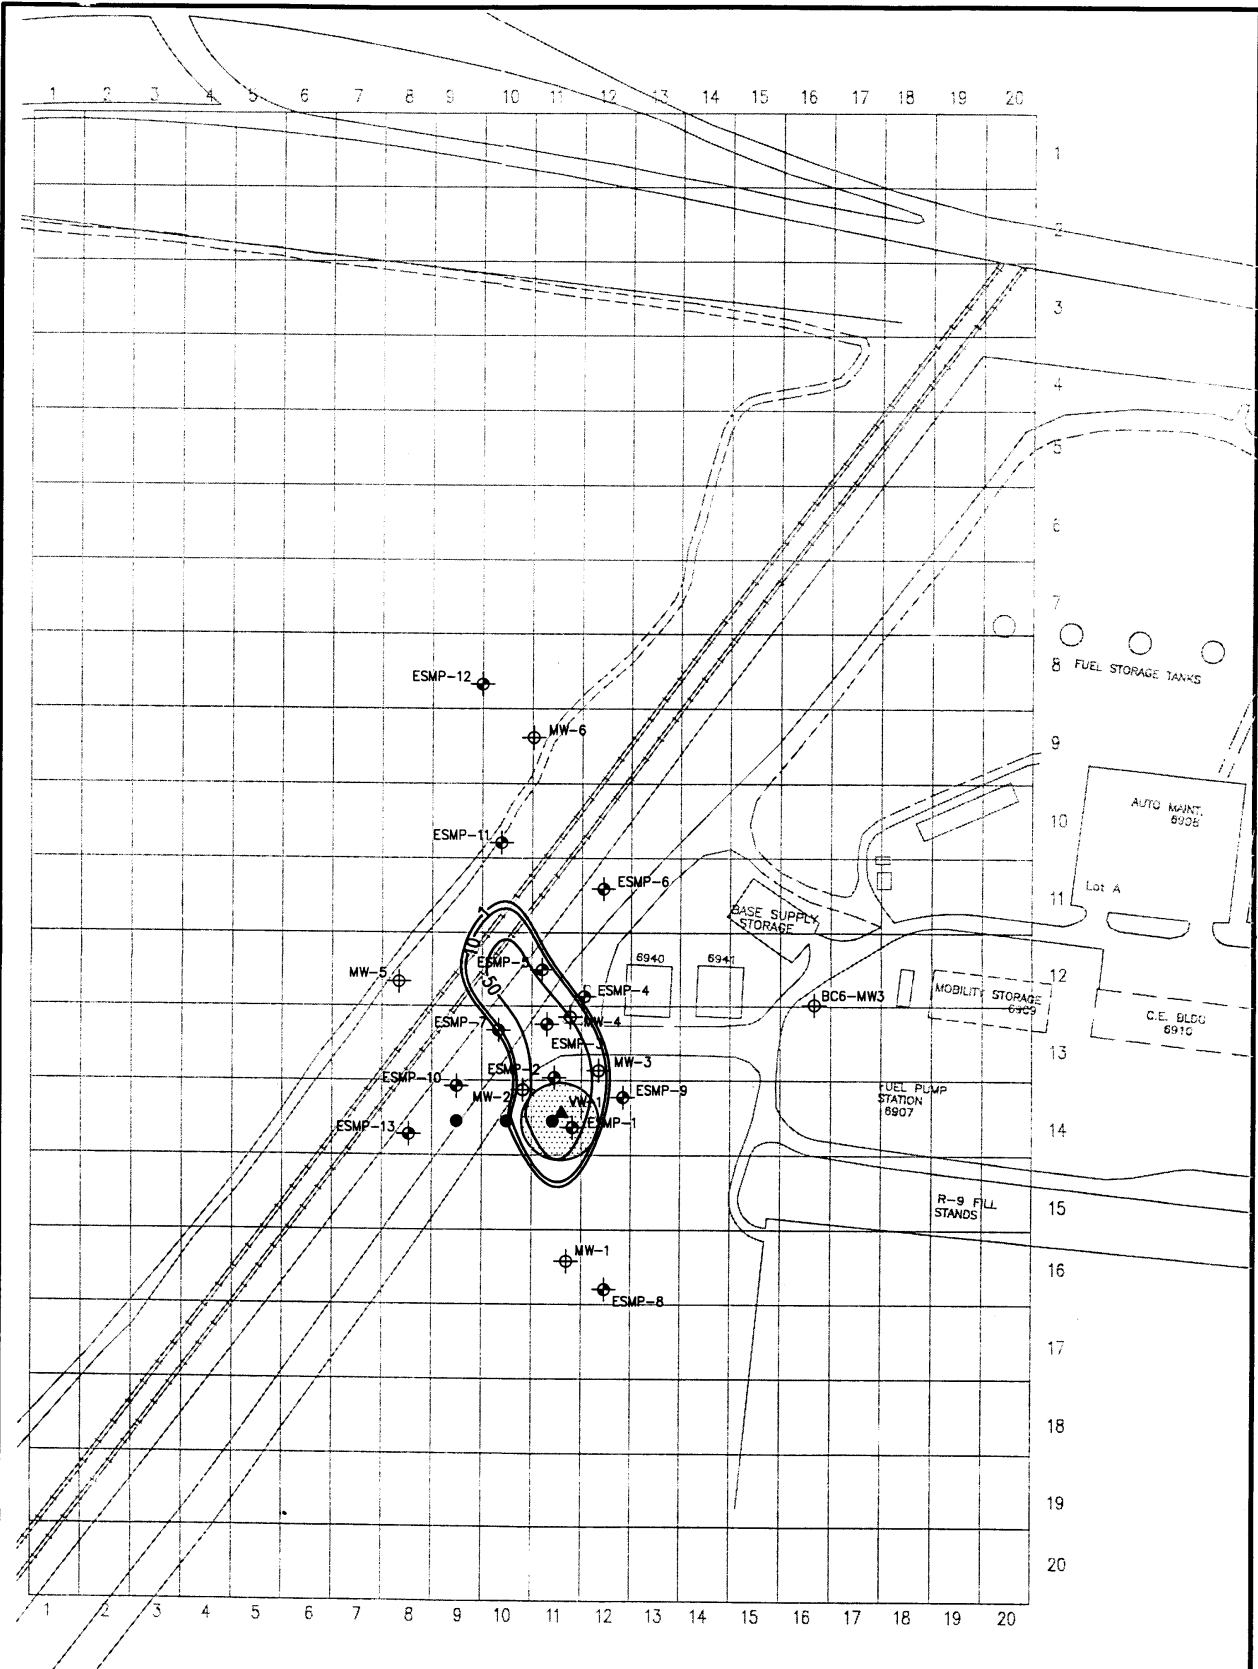 1 2 3 4 5 6 7 8 9 10 11 12 13 14 15 16 17 18 19 20
1
2
3
4
5
6
7
8
FUEL STORAGE TANKS
ESMP-12
MW-6
9
AUTO MAINT.
6908
10
ESMP-11
ESMP-6
Lot A
11
BASE SUPPLY
STORAGE
1
10
50
ESMP-5
6940
6941
12
MW-5
ESMP-4
BC6-MW3
MOBILITY STORAGE
6909
C.E. BLDG
6910
MW-4
ESMP-7
ESMP-3
13
MW-3
ESMP-2
ESMP-10
MW-2
ESMP-9
FUEL PUMP
STATION
6907
VW-1
ESMP-1
ESMP-13
14
R-9 FILL
STANDS
15
MW-1
16
ESMP-8
17
18
19
20
1 2 3 4 5 6 7 8 9 10 11 12 13 14 15 16 17 18 19 20